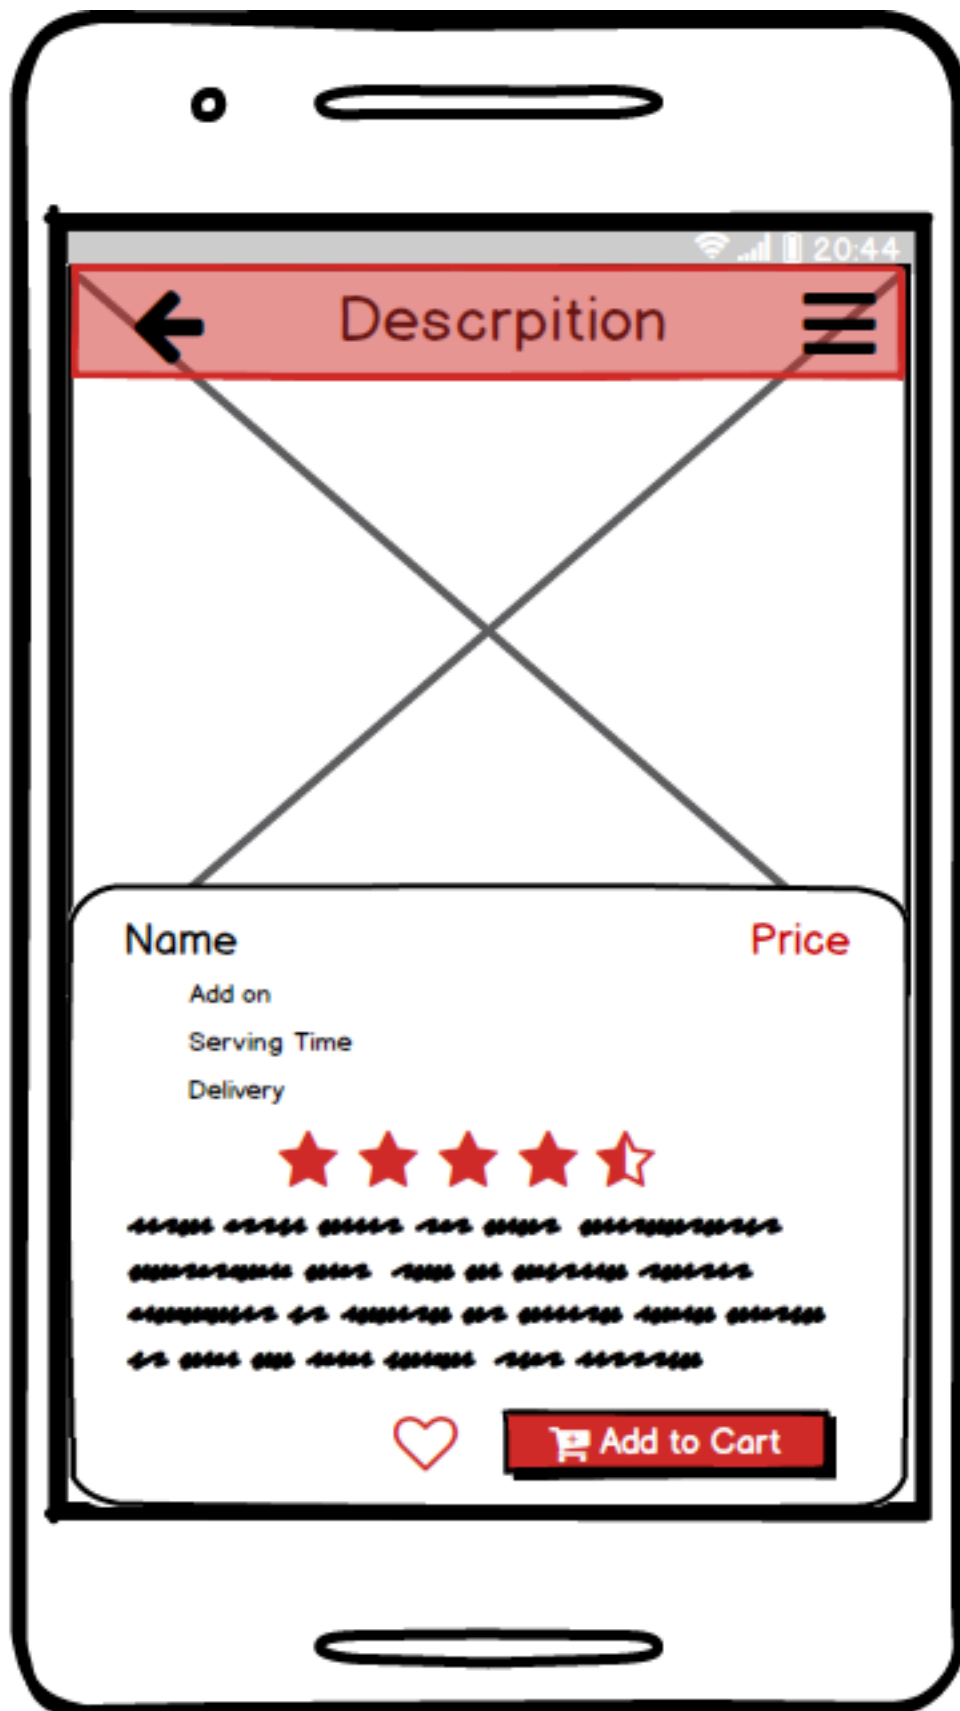 20:44
Descrpition
Name Price
Add on
Serving Time
Delivery
Add to Cart